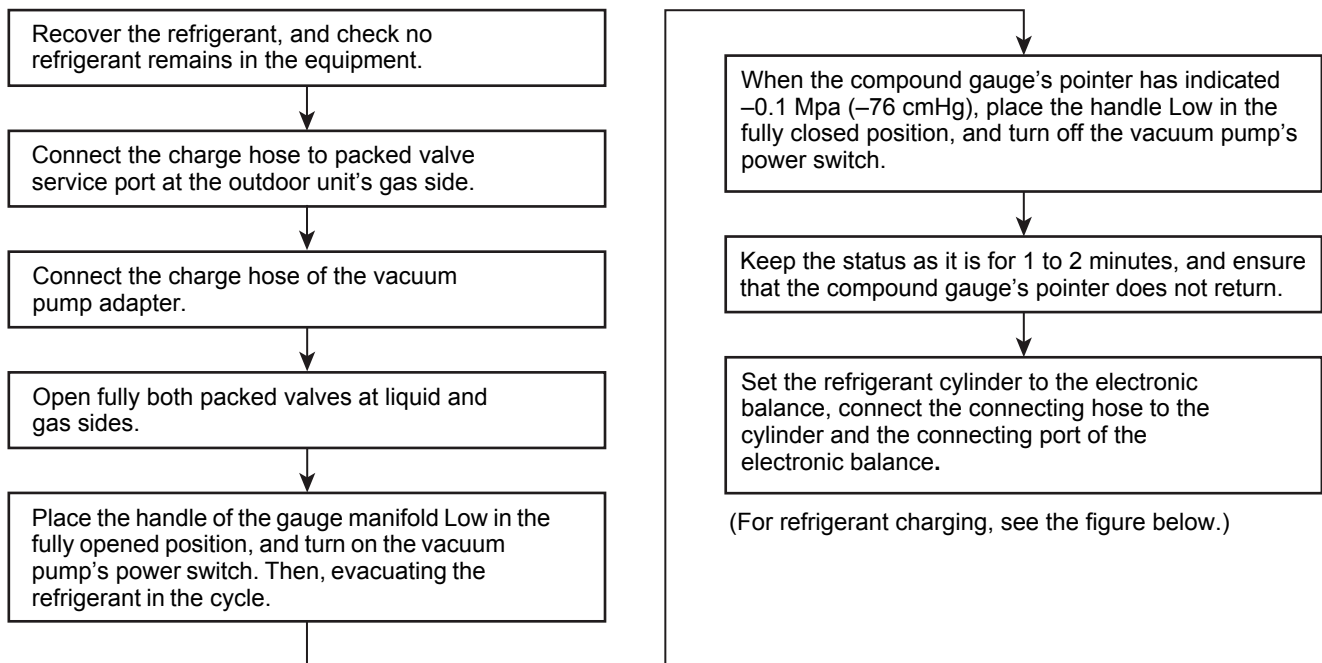 Recover the refrigerant, and check no
refrigerant remains in the equipment.
Connect the charge hose to packed valve
service port at the outdoor unit’s gas side.
Connect the charge hose of the vacuum
pump adapter.
Open fully both packed valves at liquid and
gas sides.
Place the handle of the gauge manifold Low in the
fully opened position, and turn on the vacuum
pump’s power switch. Then, evacuating the
refrigerant in the cycle.
When the compound gauge’s pointer has indicated
–0.1 Mpa (–76 cmHg), place the handle Low in the
fully closed position, and turn off the vacuum pump’s
power switch.
Keep the status as it is for 1 to 2 minutes, and ensure
that the compound gauge’s pointer does not return.
Set the refrigerant cylinder to the electronic
balance, connect the connecting hose to the
cylinder and the connecting port of the
electronic balance.
(For refrigerant charging, see the figure below.)